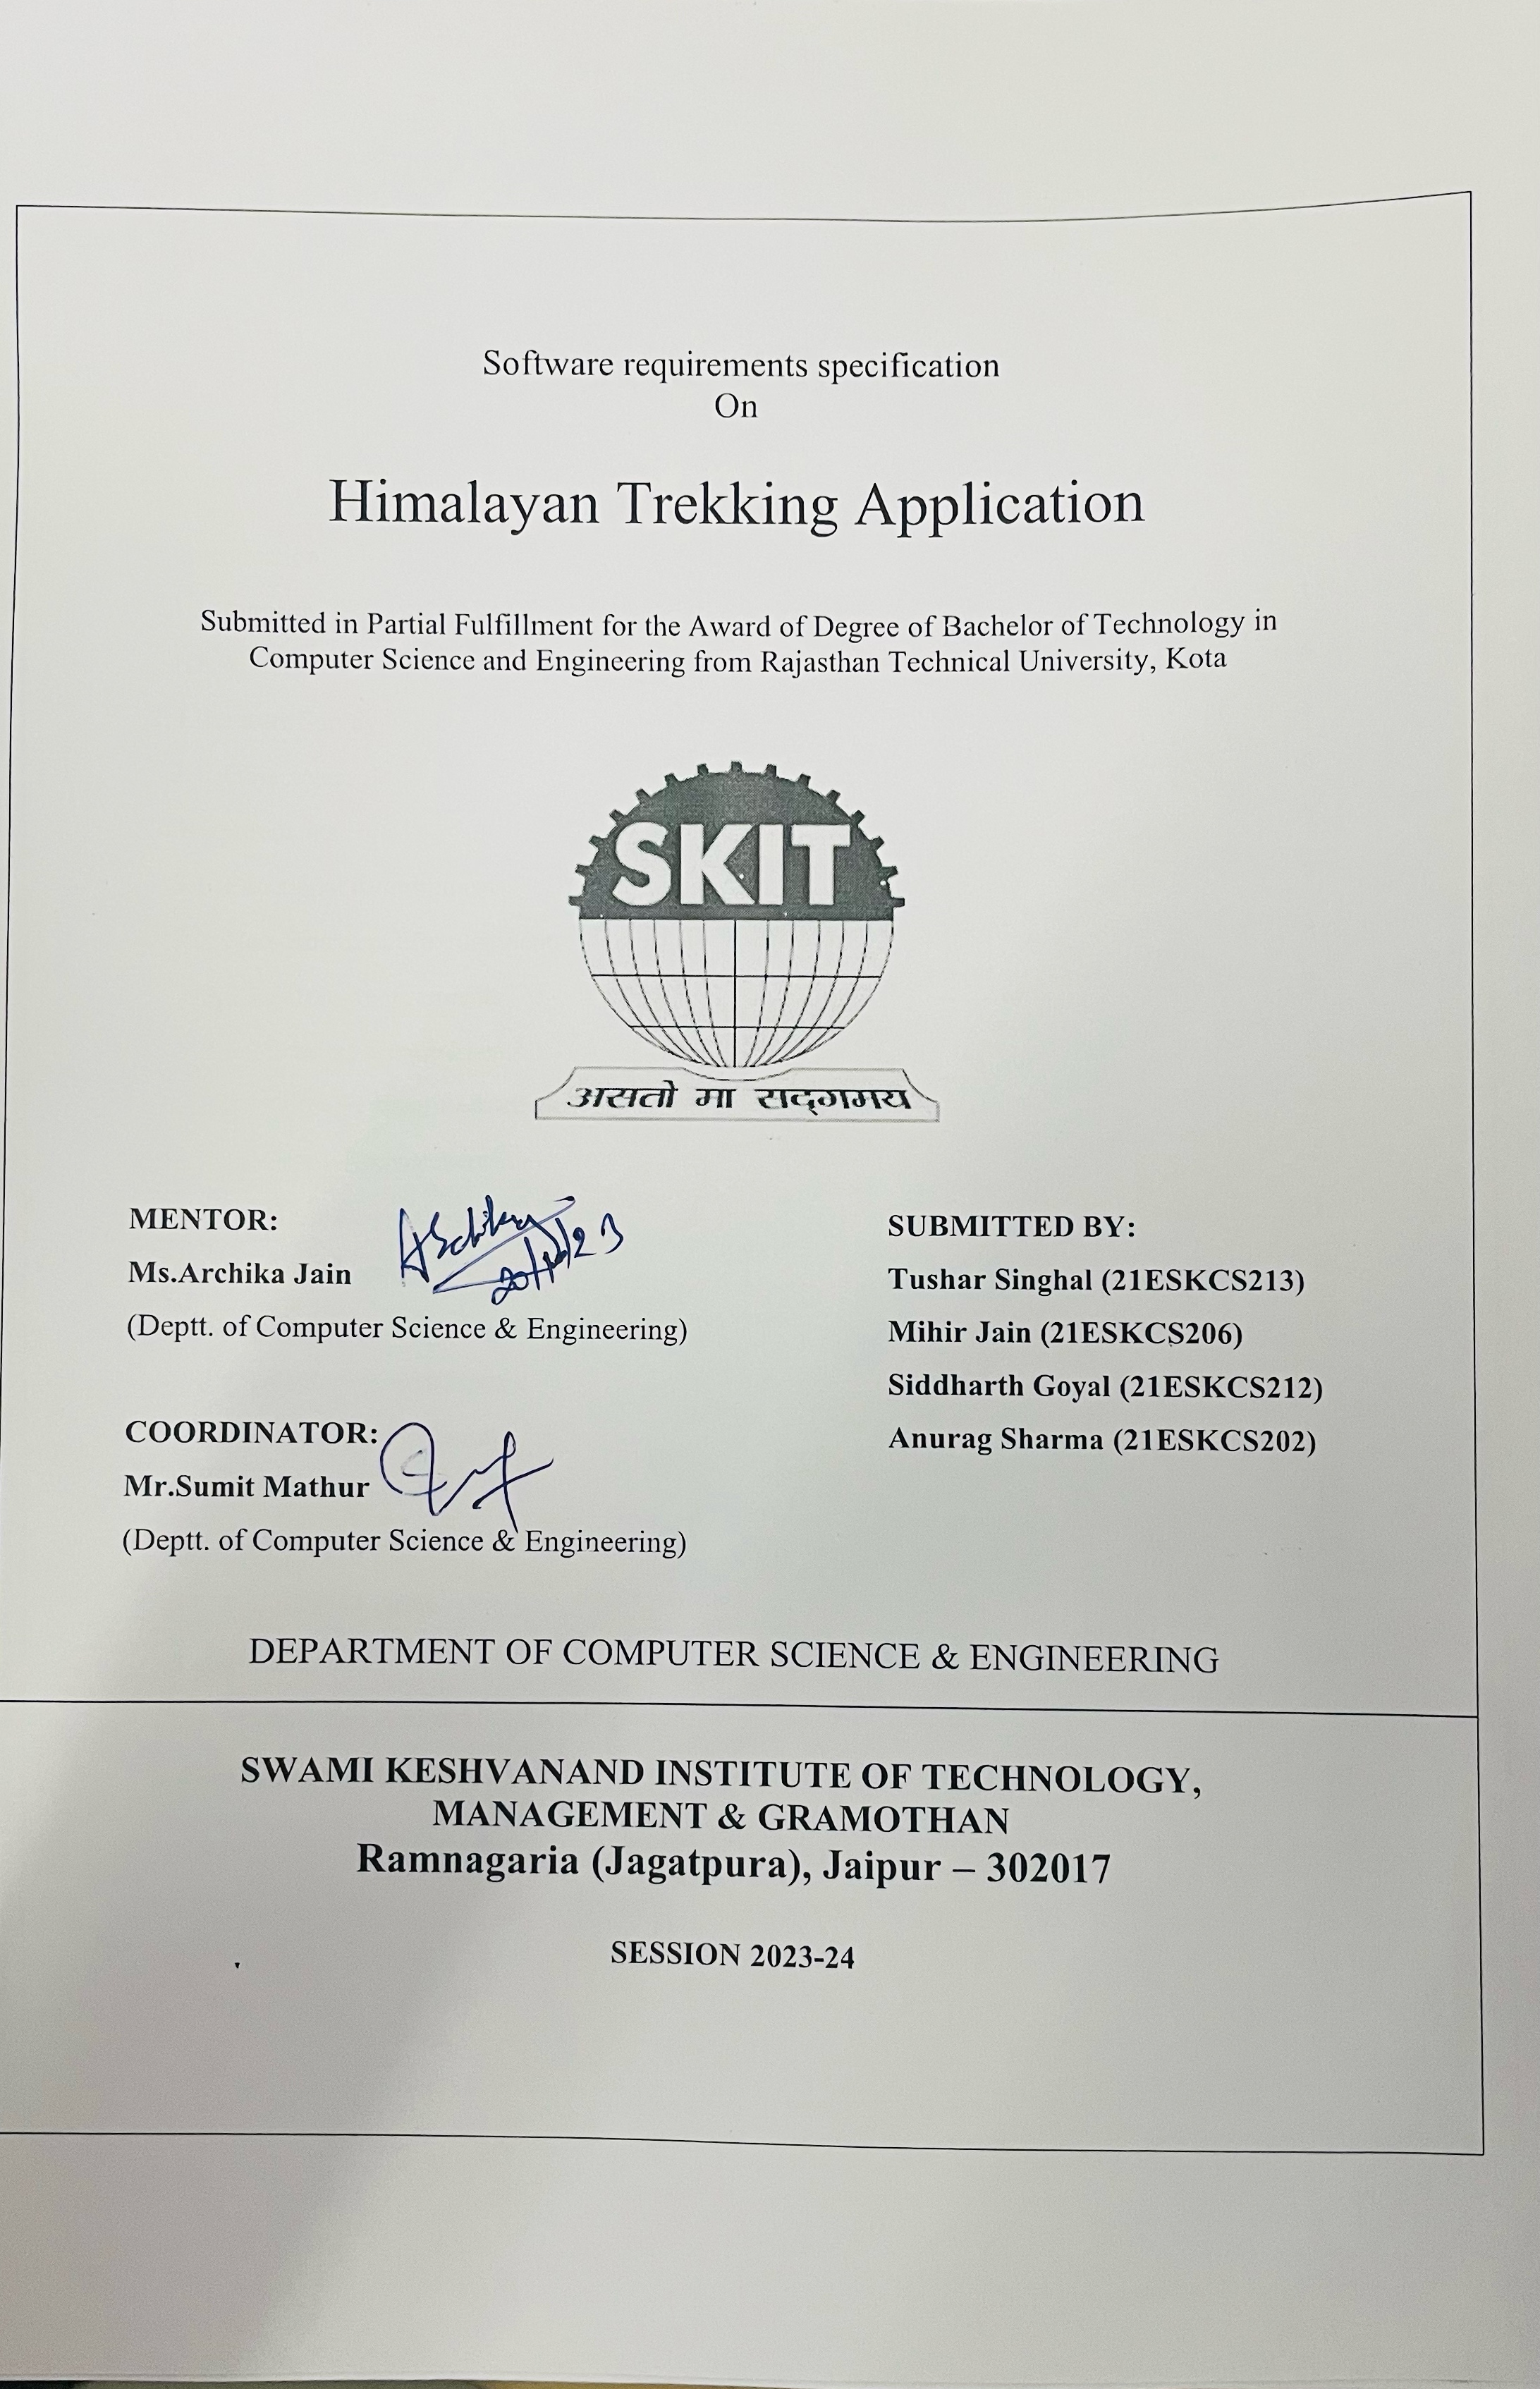 Software requirements specification
On
Himalayan Trekking Application
Submitted in Partial Fulfillment for the Award of Degree of Bachelor of Technology in
Computer Science and Engineering from Rajasthan Technical University, Kota
SKIT
असतो मा सद्गमय
MENTOR:
Ms.Archika Jain
(Deptt. of Computer Science & Engineering)
COORDINATOR:
Mr.Sumit Mathur
(Deptt. of Computer Science & Engineering)
SUBMITTED BY:
Tushar Singhal (21ESKCS213)
Mihir Jain (21ESKCS206)
Siddharth Goyal (21ESKCS212)
Anurag Sharma (21ESKCS202)
DEPARTMENT OF COMPUTER SCIENCE & ENGINEERING
SWAMI KESHVANAND INSTITUTE OF TECHNOLOGY,
MANAGEMENT & GRAMOTHAN
Ramnagaria (Jagatpura), Jaipur – 302017
SESSION 2023-24